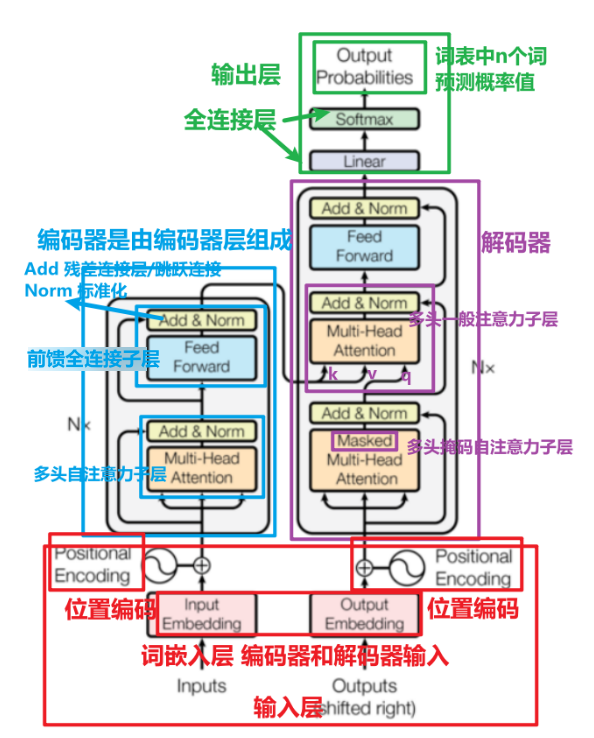 Output
Probabilities
词表中n个词
预测概率值
输出层
全连接层
Softmax
Linear
Add & Norm
Feed
Forward
解码器
编码器是由编码器层组成
Add 残差连接层/跳跃连接
Norm 标准化
Add & Norm
Multi-Head
Attention
k v q
多头一般注意力子层
N×
Add & Norm
Feed
Forward
前馈全连接子层
N×
Add & Norm
Multi-Head
Attention
多头自注意力子层
Add & Norm
Masked
Multi-Head
Attention
多头掩码自注意力子层
Positional
Encoding
位置编码
Positional
Encoding
位置编码
Input
Embedding
Output
Embedding
词嵌入层 编码器和解码器输入
Inputs
Outputs
(shifted right)
输入层